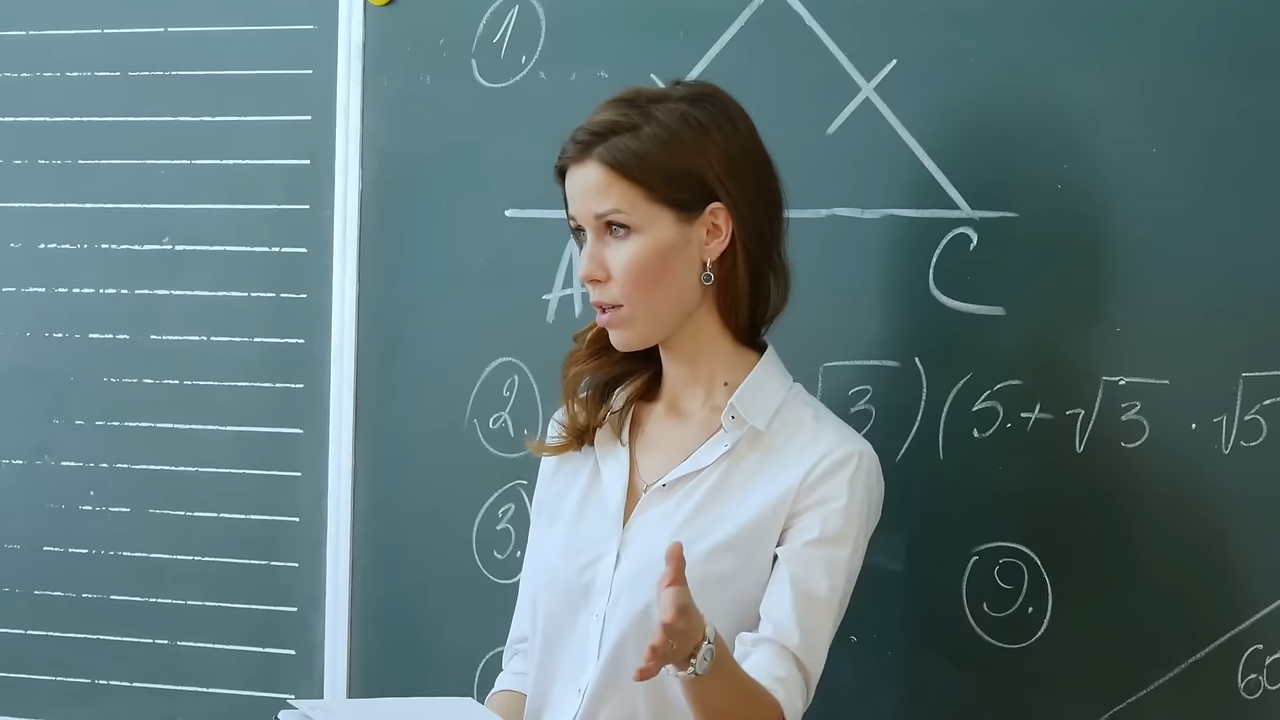 1.
A C
2. √3)(5.+√3 · √5
3.
9.
60